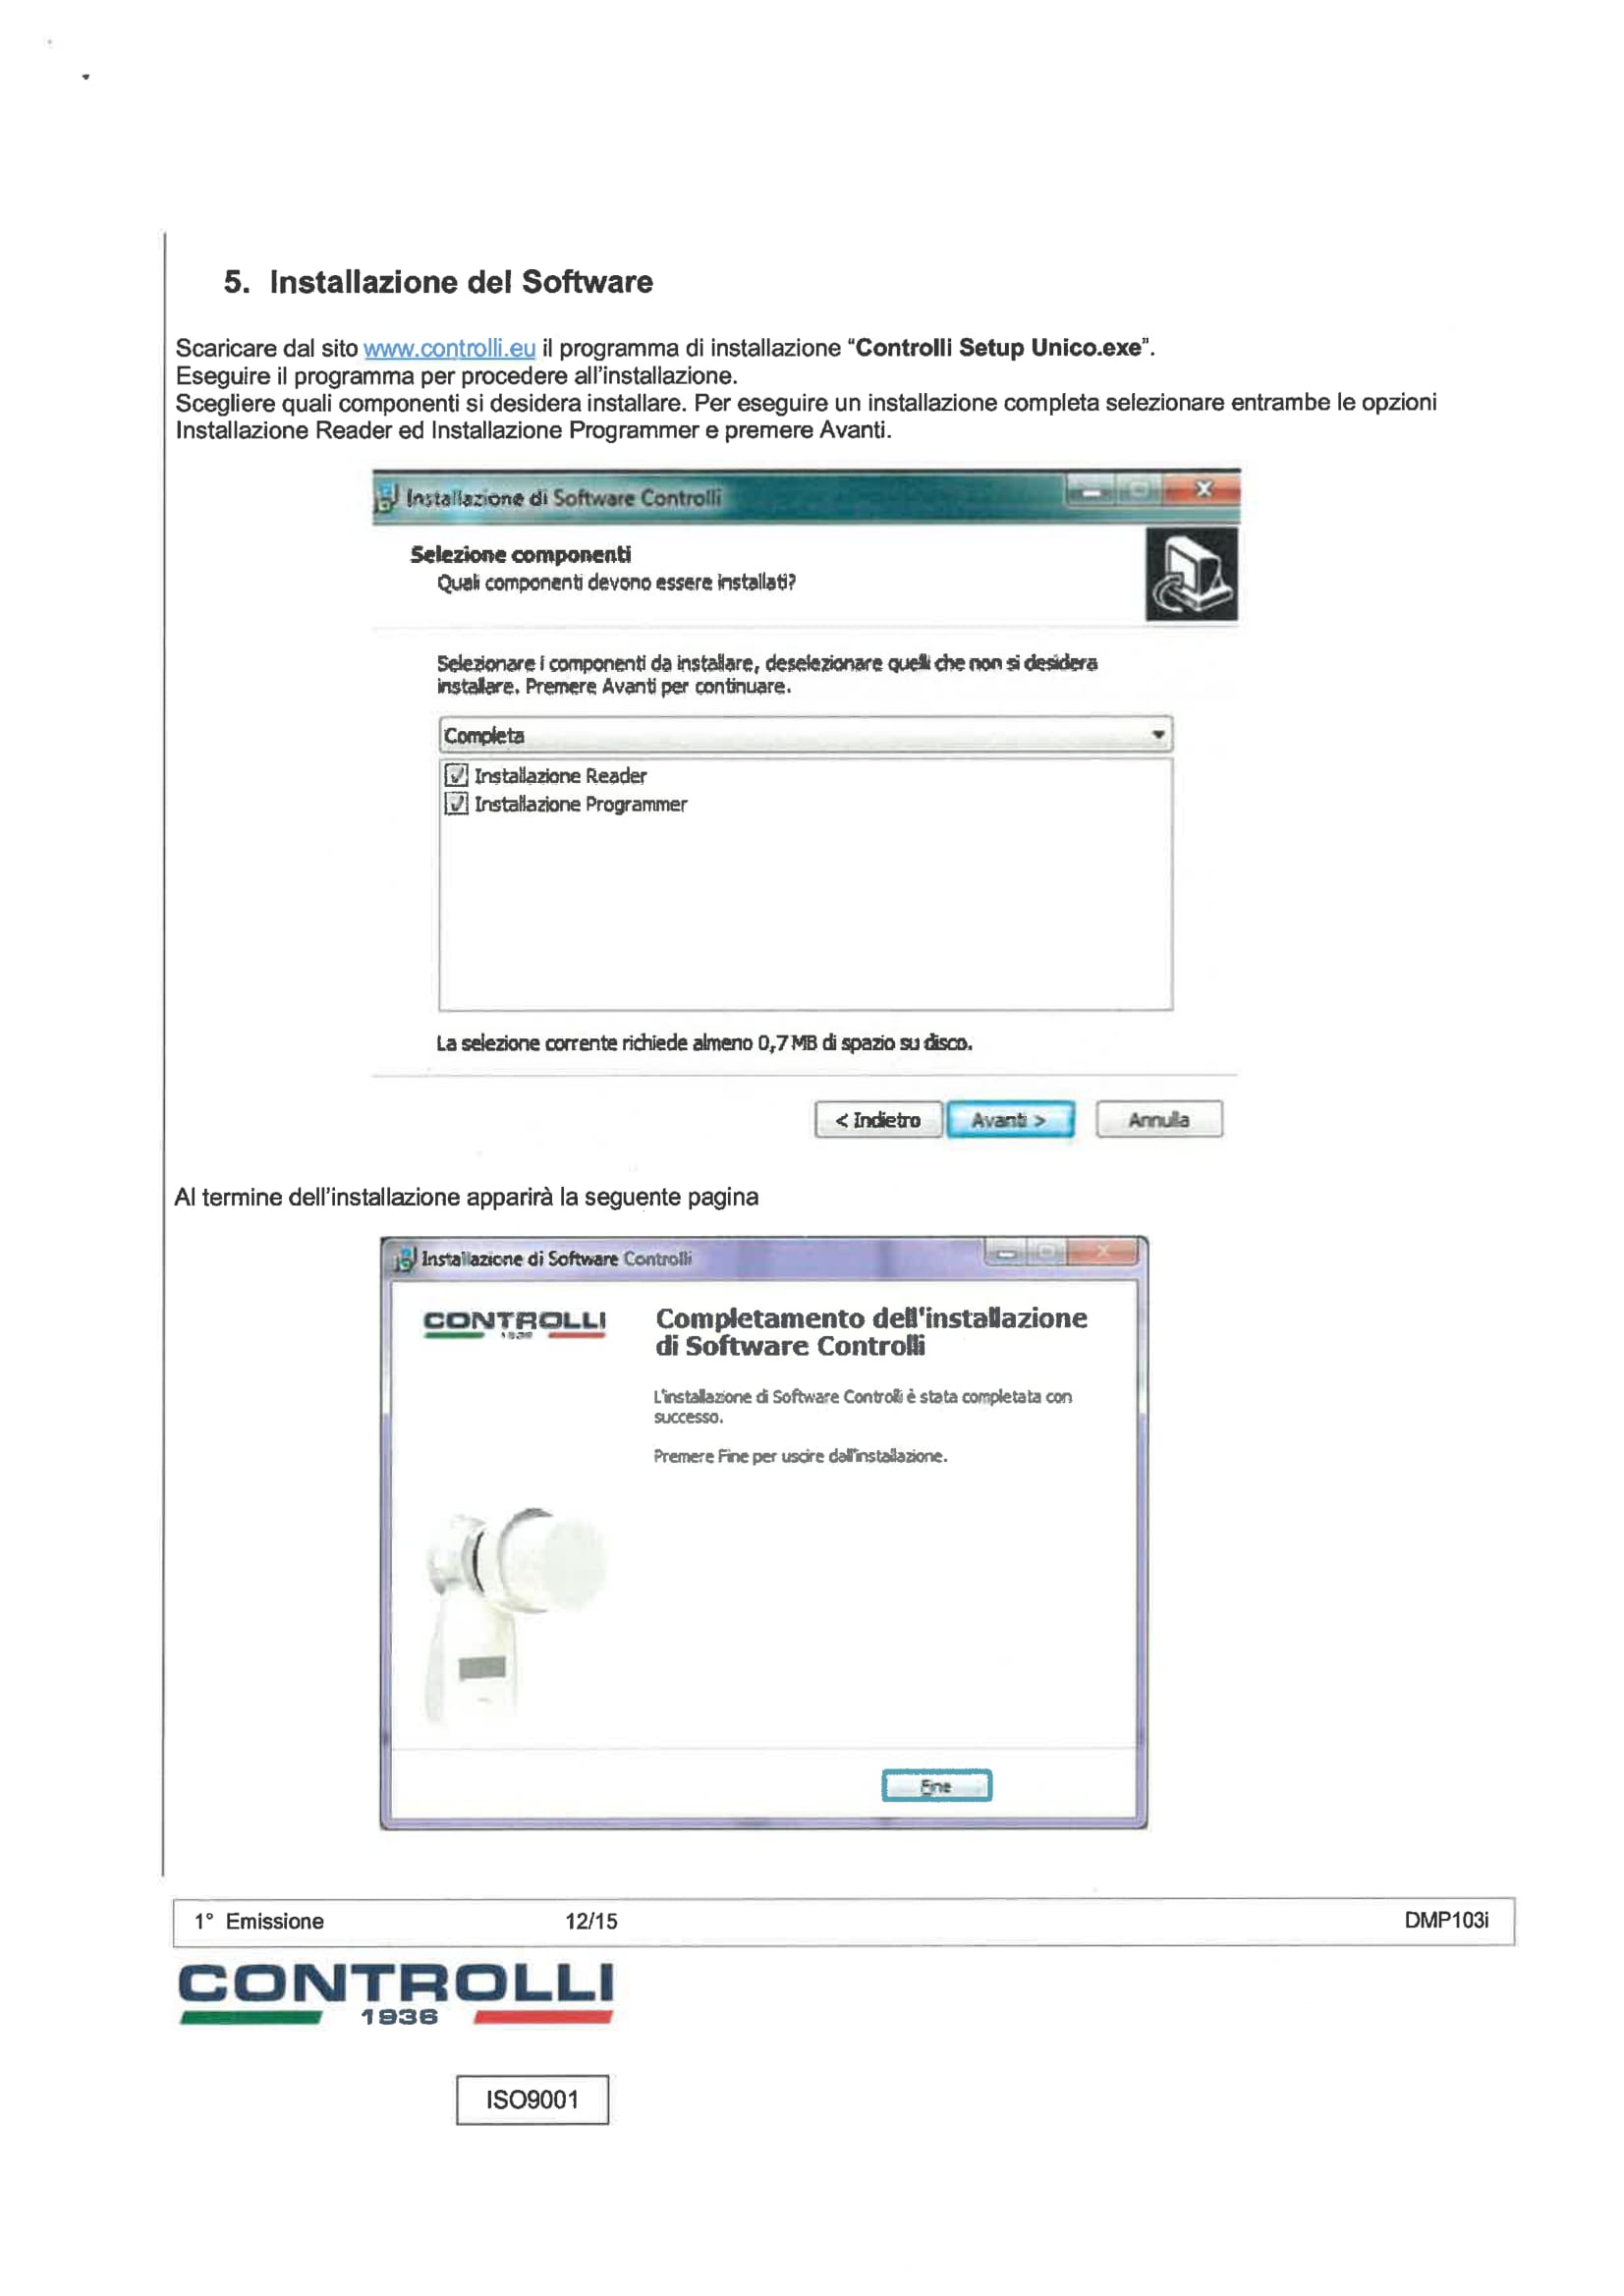 5. Installazione del Software
Scaricare dal sito www.controlli.eu il programma di installazione “Controlli Setup Unico.exe”.
Eseguire il programma per procedere all'installazione.
Scegliere quali componenti si desidera installare. Per eseguire un installazione completa selezionare entrambe le opzioni
Installazione Reader ed Installazione Programmer e premere Avanti.
Installazione di Software Controlli
Selezione componenti
Quali componenti devono essere installati?
Selezionare i componenti da installare, deselezionare quelli che non si desidera
installare. Premere Avanti per continuare.
Completa
Installazione Reader
Installazione Programmer
La selezione corrente richiede almeno 0,7 MB di spazio su disco.
< Indietro Avanti > Annulla
Al termine dell'installazione apparirà la seguente pagina
Installazione di Software Controlli
CONTROLLI
1936
Completamento dell'installazione
di Software Controlli
L'installazione di Software Controlli è stata completata con
successo.
Premere Fine per uscire dall'installazione.
Fine
1° Emissione 12/15 DMP103i
CONTROLLI
1936
ISO9001